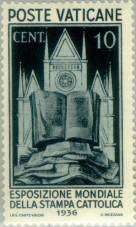 POSTE VATICANE
CENT. 10
ESPOSIZIONE MONDIALE
DELLA STAMPA CATTOLICA
1936